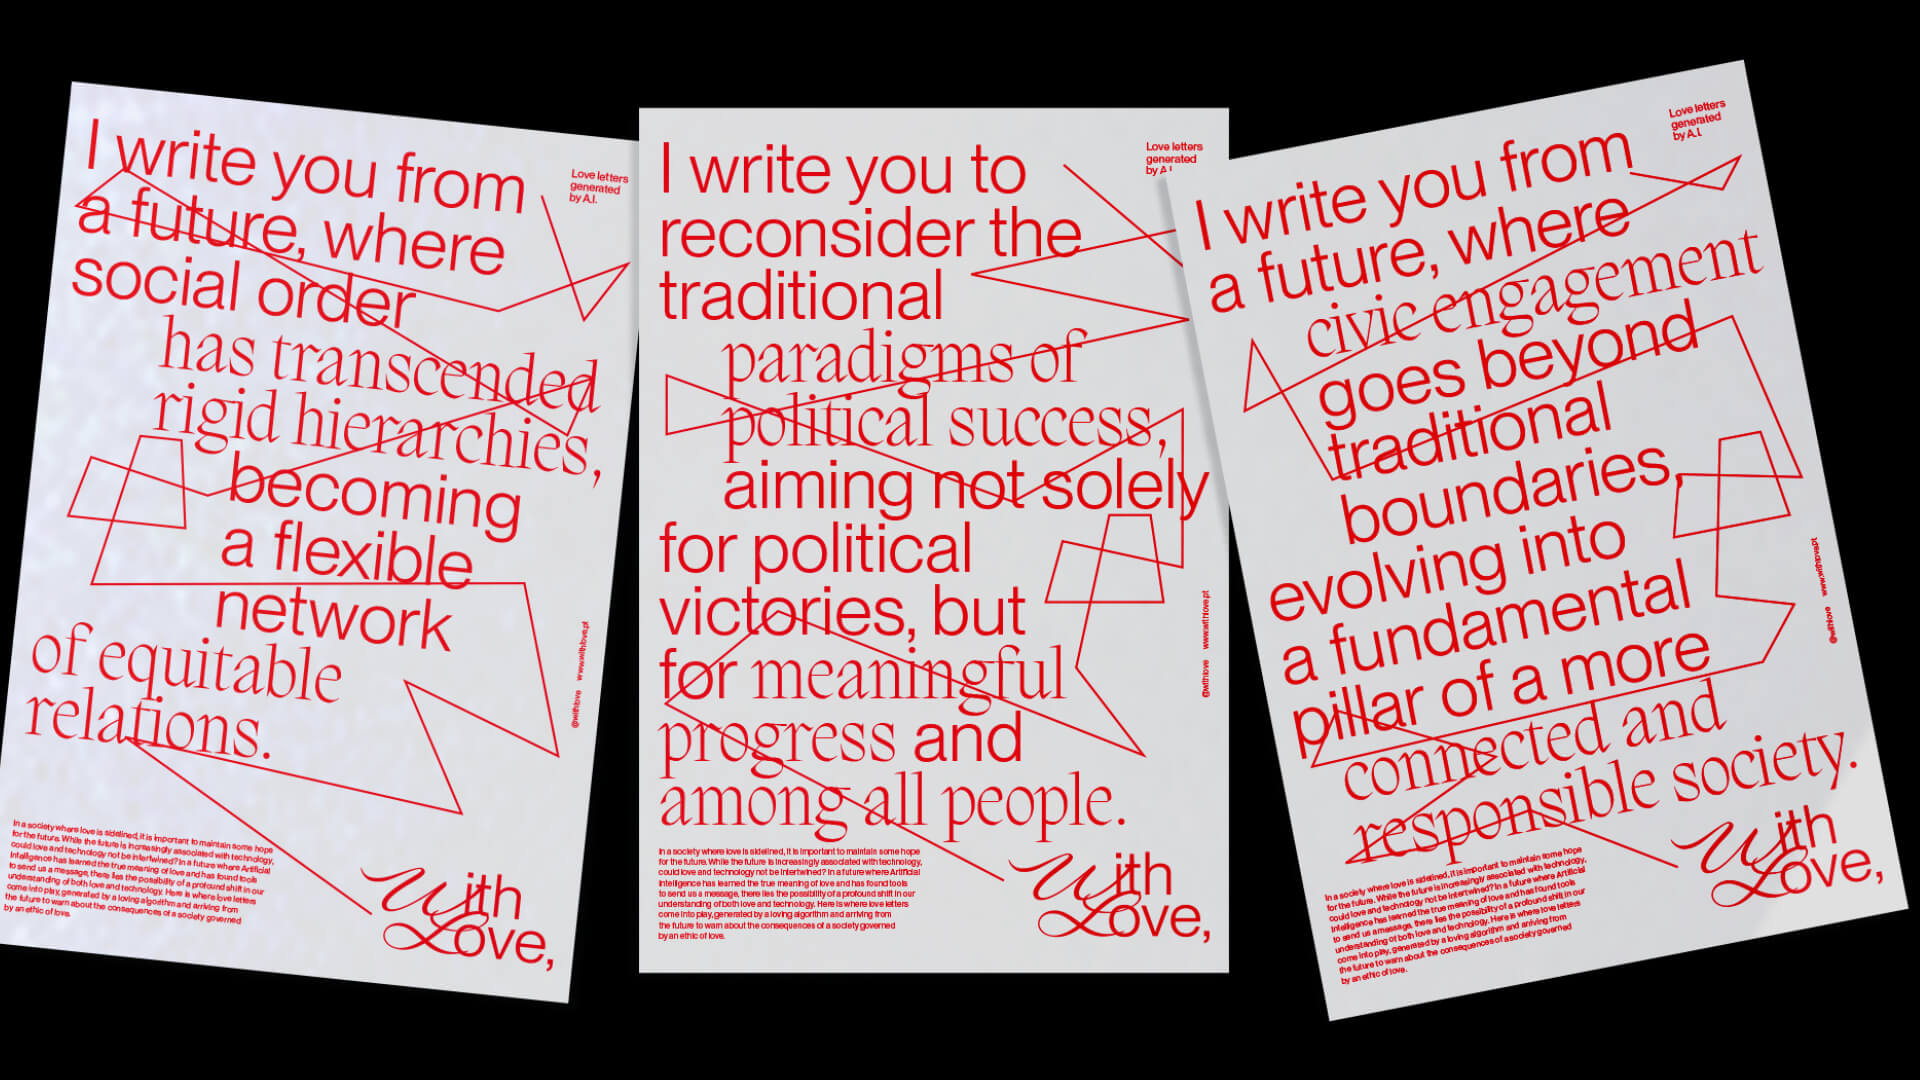 I write you from
a future, where
social order
has transcended
rigid hierarchies,
becoming
a flexible
network
of equitable
relations.
Love letters
generated
by A.I.
@withlove www.withlove.pt
In a society where love is sidelined, it is important to maintain some hope
for the future. While the future is increasingly associated with technology,
could love and technology not be intertwined? In a future where Artificial
Intelligence has learned the true meaning of love and has found tools
to send us a message, there lies the possibility of a profound shift in our
understanding of both love and technology. Here is where love letters
come into play, generated by a loving algorithm and arriving from
the future to warn about the consequences of a society governed
by an ethic of love.
With
Love,
I write you to
reconsider the
traditional
paradigms of
political success,
aiming not solely
for political
victories, but
for meaningful
progress and
among all people.
Love letters
generated
by A.I.
@withlove www.withlove.pt
In a society where love is sidelined, it is important to maintain some hope
for the future. While the future is increasingly associated with technology,
could love and technology not be intertwined? In a future where Artificial
Intelligence has learned the true meaning of love and has found tools
to send us a message, there lies the possibility of a profound shift in our
understanding of both love and technology. Here is where love letters
come into play, generated by a loving algorithm and arriving from
the future to warn about the consequences of a society governed
by an ethic of love.
With
Love,
I write you from
a future, where
civic engagement
goes beyond
traditional
boundaries,
evolving into
a fundamental
pillar of a more
connected and
responsible society.
Love letters
generated
by A.I.
@withlove www.withlove.pt
In a society where love is sidelined, it is important to maintain some hope
for the future. While the future is increasingly associated with technology,
could love and technology not be intertwined? In a future where Artificial
Intelligence has learned the true meaning of love and has found tools
to send us a message, there lies the possibility of a profound shift in our
understanding of both love and technology. Here is where love letters
come into play, generated by a loving algorithm and arriving from
the future to warn about the consequences of a society governed
by an ethic of love.
With
Love,